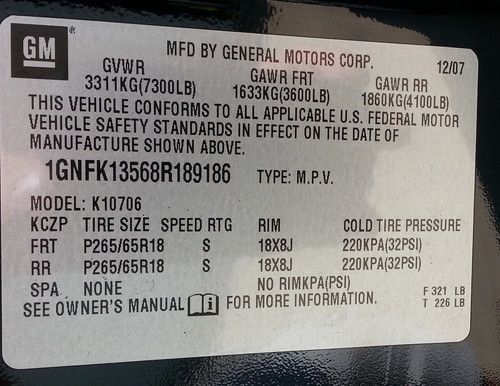 GM
MFD BY GENERAL MOTORS CORP. 12/07
GVWR GAWR FRT GAWR RR
3311KG(7300LB) 1633KG(3600LB) 1860KG(4100LB)
THIS VEHICLE CONFORMS TO ALL APPLICABLE U.S. FEDERAL MOTOR
VEHICLE SAFETY STANDARDS IN EFFECT ON THE DATE OF
MANUFACTURE SHOWN ABOVE.
1GNFK13568R189186 TYPE: M.P.V.
MODEL: K10706
KCZP TIRE SIZE SPEED RTG RIM COLD TIRE PRESSURE
FRT P265/65R18 S 18X8J 220KPA(32PSI)
RR P265/65R18 S 18X8J 220KPA(32PSI)
SPA NONE NO RIMKPA(PSI)
SEE OWNER'S MANUAL i FOR MORE INFORMATION.
F 321 LB
T 226 LB